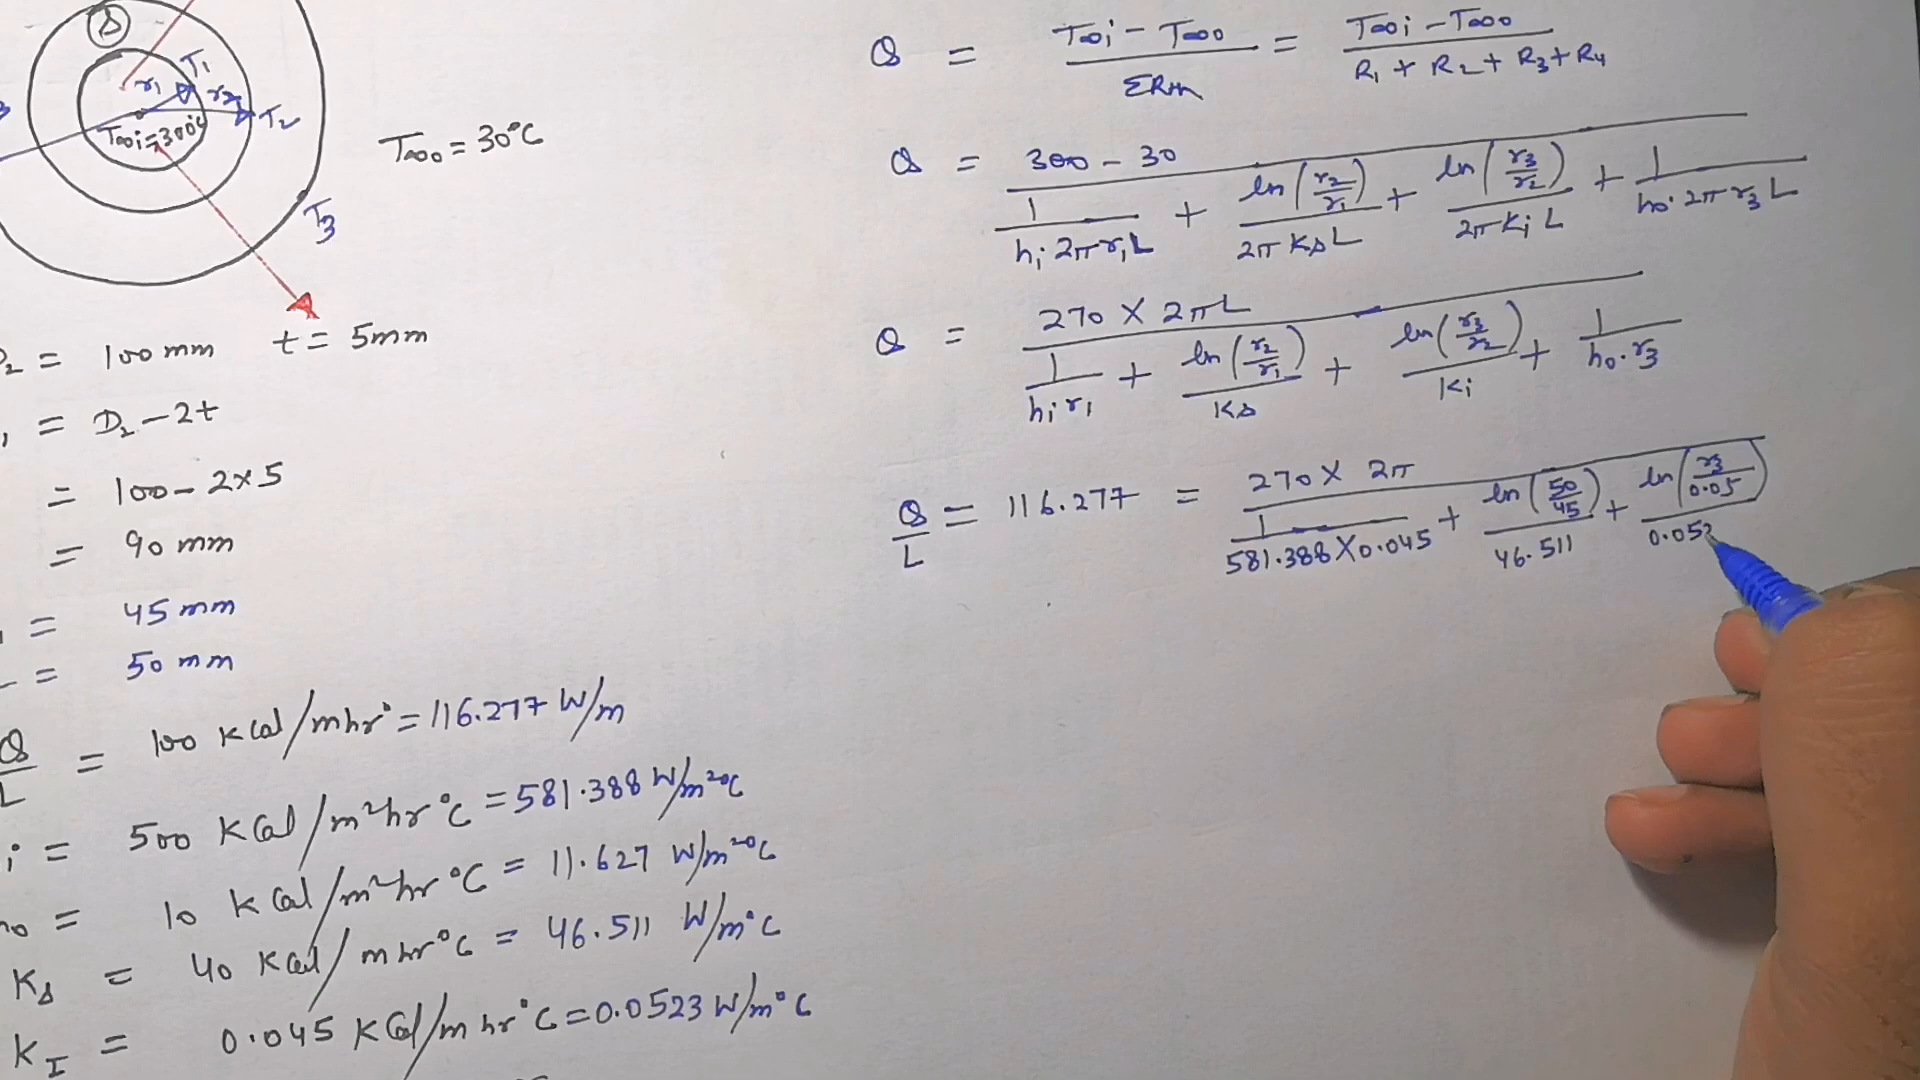 S
r₁ T₁
r₂ T₂
T∞i = 300°C
T₃
T∞o = 30°C
₂ = 100 mm t = 5mm
₁ = D₂ - 2t
= 100 - 2×5
= 90 mm
= 45 mm
= 50 mm
Q/L = 100 kcal/mhr = 116.277 W/m
i = 500 Kcal/m²hr°C = 581.388 W/m²°C
ho = 10 kcal/m²hr°C = 11.627 W/m²°C
Ks = 40 kcal/mhr°C = 46.511 W/m°C
K_I = 0.045 Kcal/mhr°C = 0.0523 W/m°C
Q = (T∞i - T∞o)/ΣRth = (T∞i - T∞o)/(R₁ + R₂ + R₃ + R₄)
Q = (300 - 30)/(1/(hi 2πr₁L) + ln(r₂/r₁)/(2πKsL) + ln(r₃/r₂)/(2πKiL) + 1/(ho·2πr₃L))
Q = (270 × 2πL)/(1/(hi r₁) + ln(r₂/r₁)/Ks + ln(r₃/r₂)/Ki + 1/(ho·r₃))
Q/L = 116.277 = (270 × 2π)/(1/(581.388×0.045) + ln(50/45)/46.511 + ln(r₃/0.05)/0.052